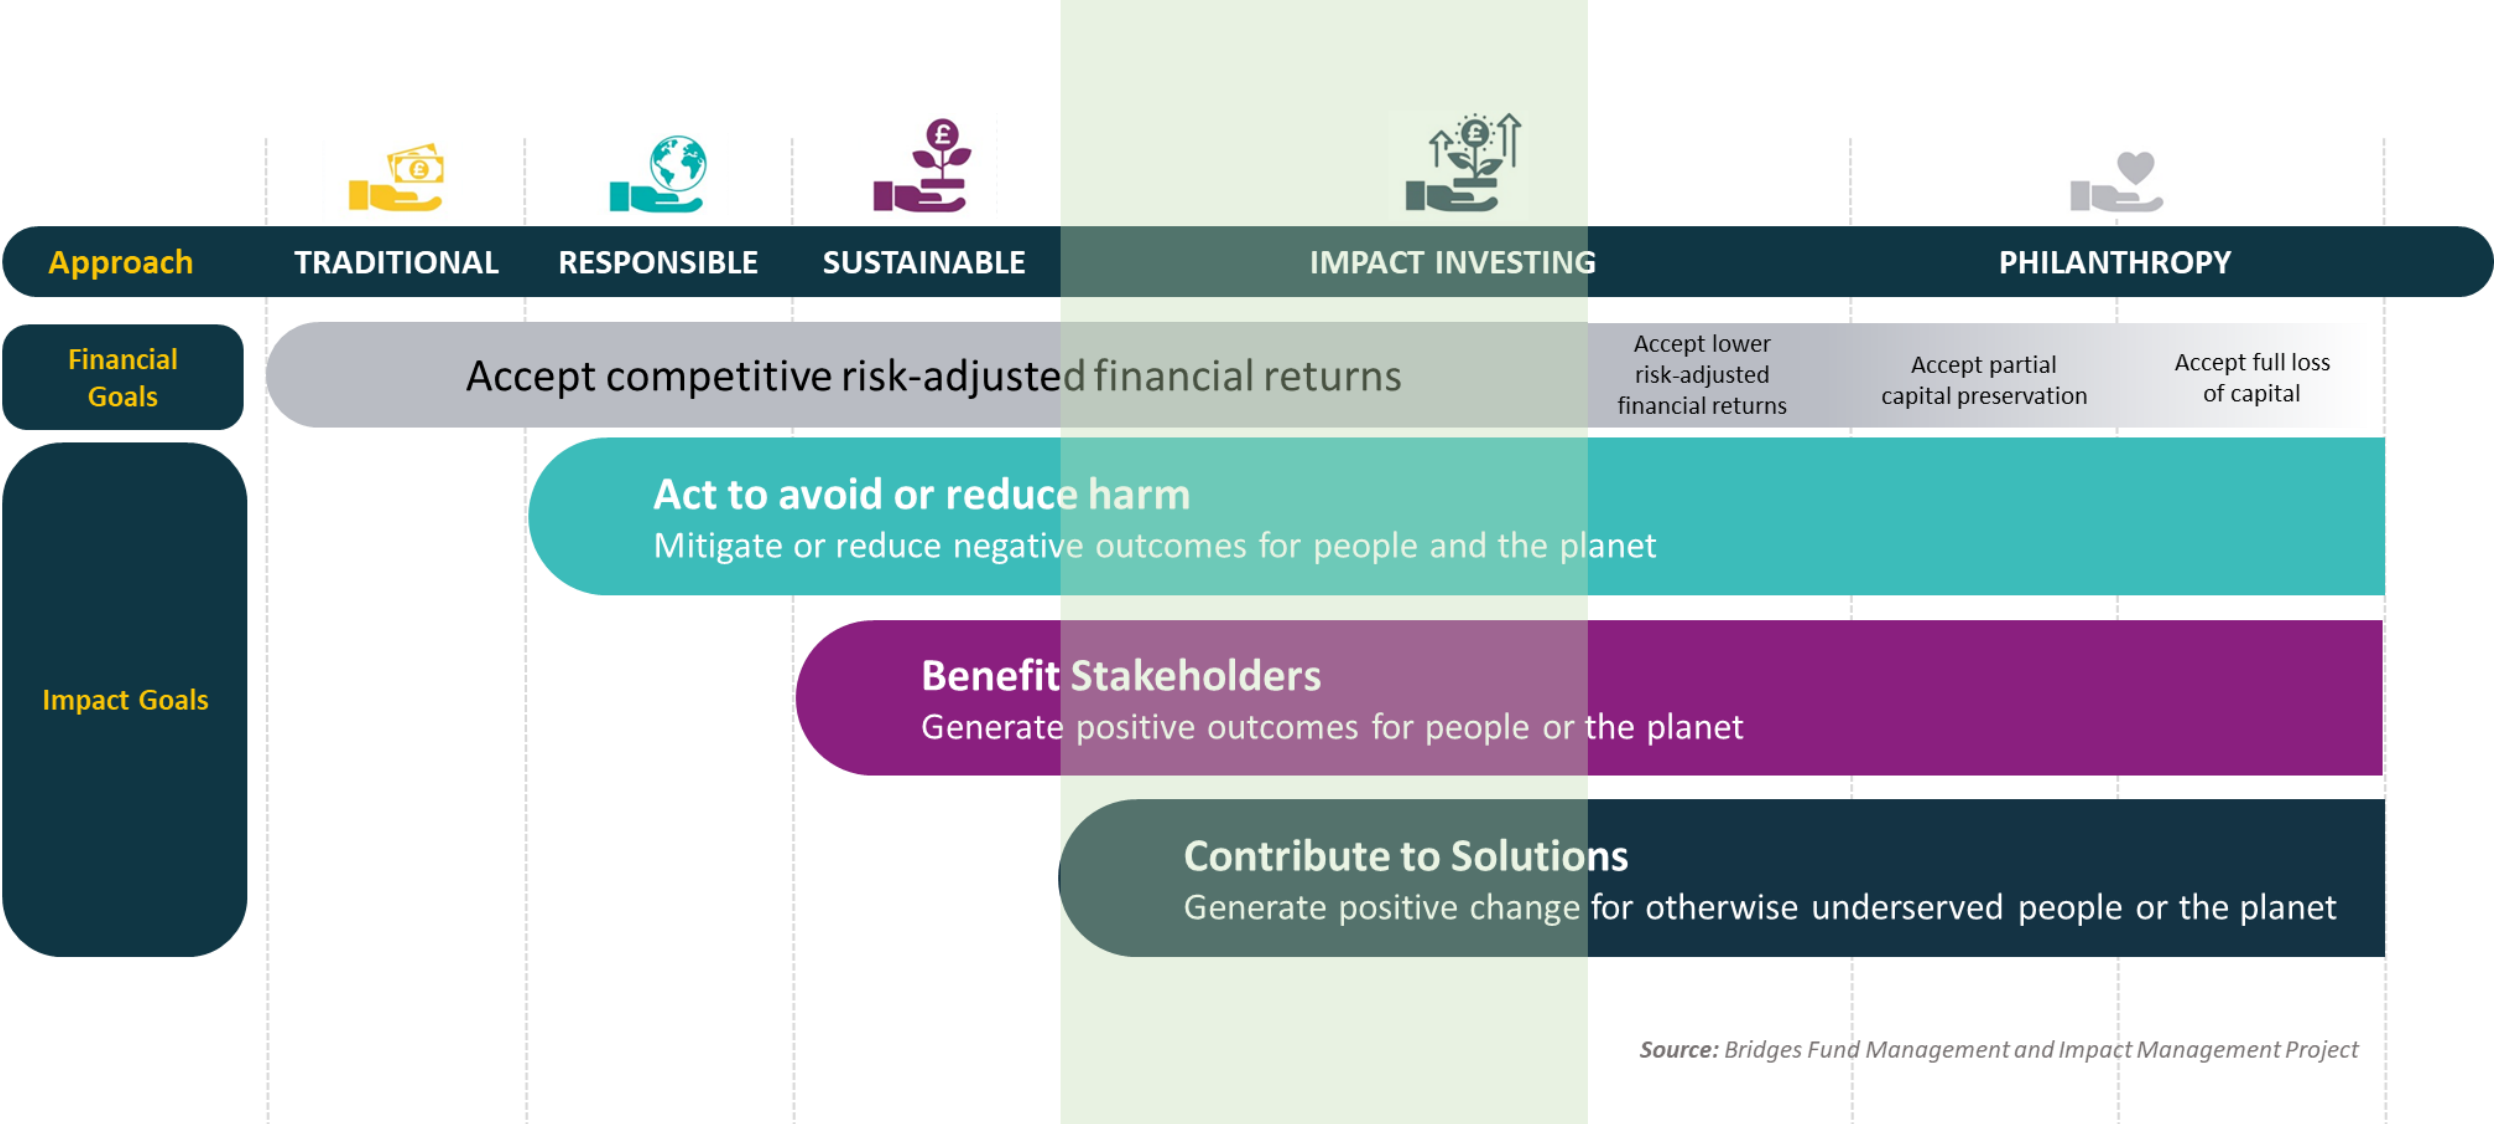 Approach
TRADITIONAL
RESPONSIBLE
SUSTAINABLE
IMPACT INVESTING
PHILANTHROPY
Financial
Goals
Accept competitive risk-adjusted financial returns
Accept lower
risk-adjusted
financial returns
Accept partial
capital preservation
Accept full loss
of capital
Impact Goals
Act to avoid or reduce harm
Mitigate or reduce negative outcomes for people and the planet
Benefit Stakeholders
Generate positive outcomes for people or the planet
Contribute to Solutions
Generate positive change for otherwise underserved people or the planet
Source: Bridges Fund Management and Impact Management Project